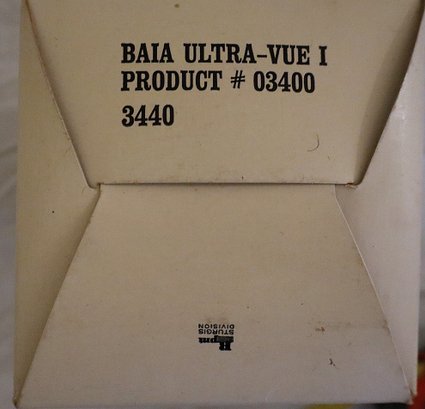 BAIA ULTRA-VUE I
PRODUCT # 03400
3440
STURGIS
DIVISION